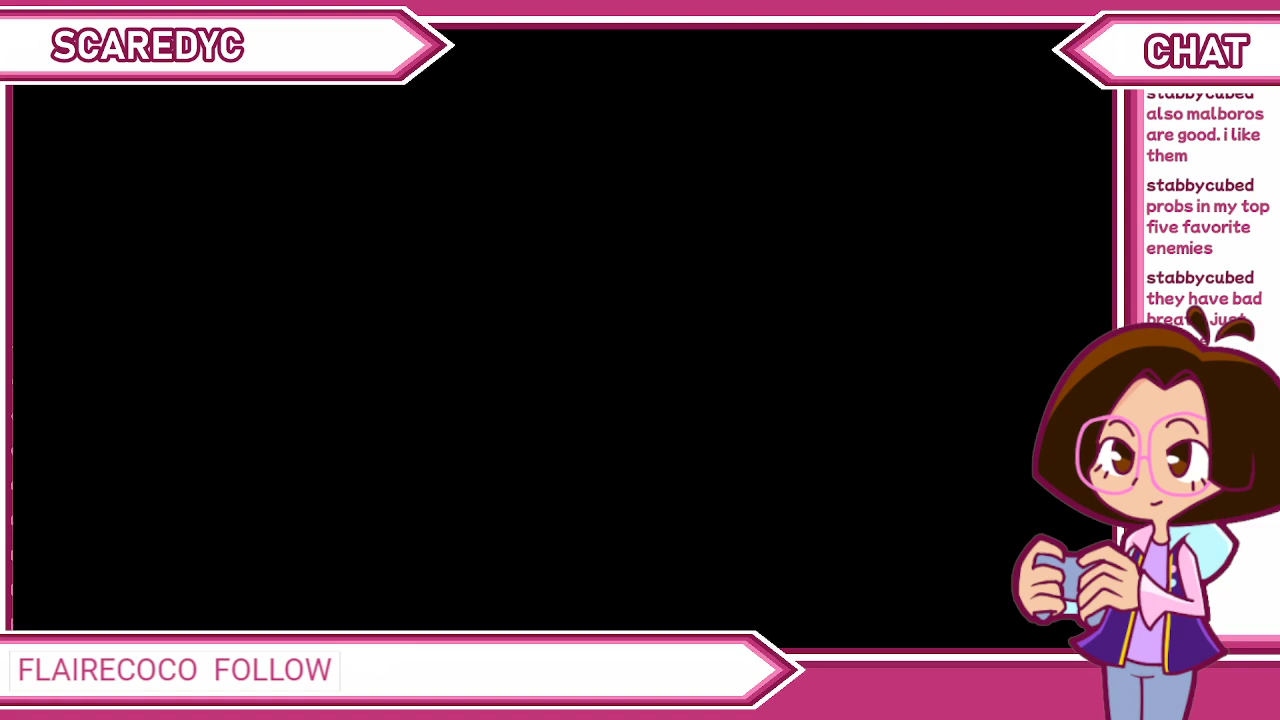 SCAREDYC
CHAT
stabbycubed
also malboros
are good. i like
them
stabbycubed
probs in my top
five favorite
enemies
stabbycubed
they have bad
FLAIRECOCO FOLLOW